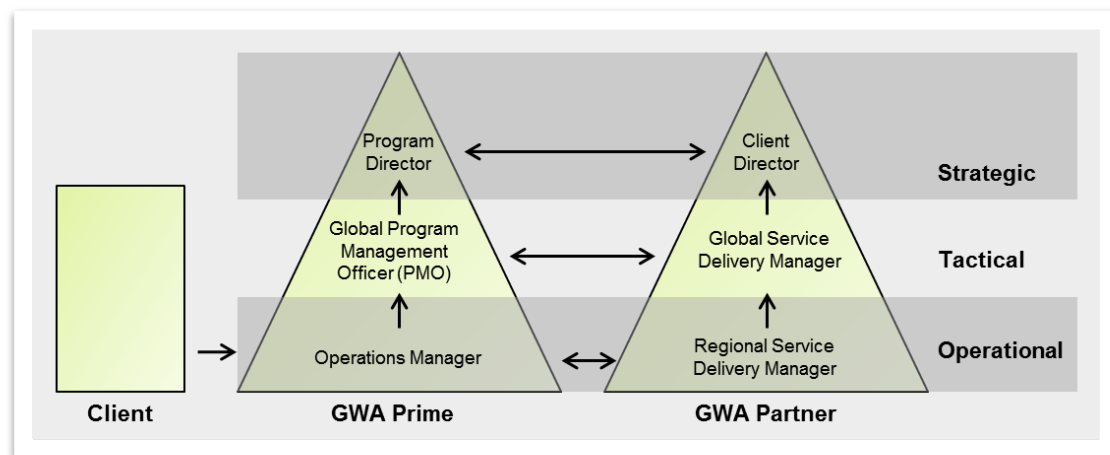 Program
Director
Client
Director
Strategic
Global Program
Management
Officer (PMO)
Global Service
Delivery Manager
Tactical
Operations Manager
Regional Service
Delivery Manager
Operational
Client
GWA Prime
GWA Partner